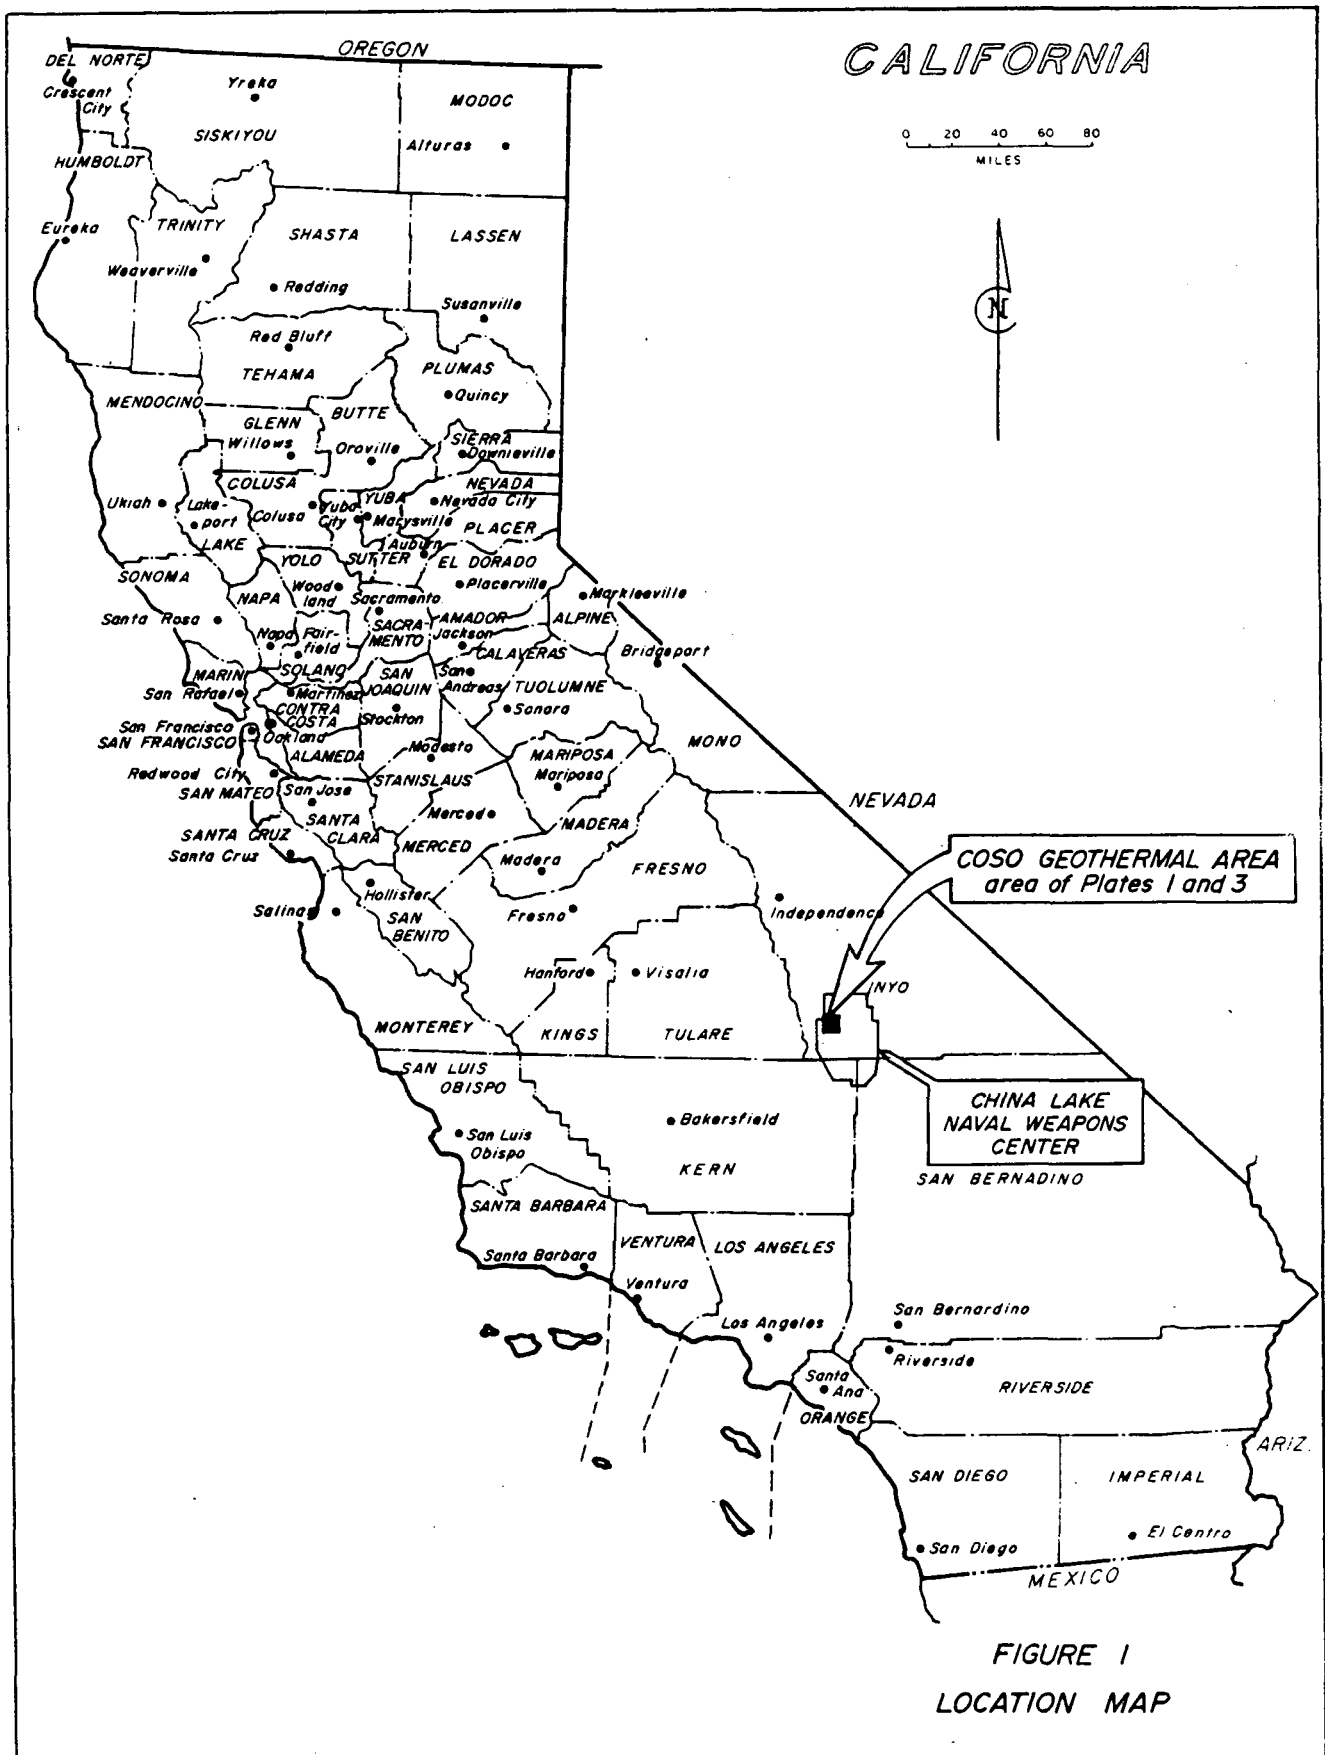 CALIFORNIA
0 20 40 60 80
MILES
N
OREGON
DEL NORTE
Crescent
City
Yreka
SISKIYOU
MODOC
Alturas
HUMBOLDT
Eureka
TRINITY
Weaverville
SHASTA
Redding
LASSEN
Susanville
Red Bluff
TEHAMA
PLUMAS
Quincy
MENDOCINO
GLENN
Willows
BUTTE
Oroville
SIERRA
Downieville
COLUSA
Colusa
NEVADA
Nevada City
Ukiah
Lake-
port
LAKE
Yuba
City
YUBA
Marysville
PLACER
Auburn
SUTTER
YOLO
Wood
land
EL DORADO
Placerville
SONOMA
Santa Rosa
NAPA
Napa
Fair-
field
Sacramento
SACRA-
MENTO
AMADOR
Jackson
ALPINE
Markleeville
CALAVERAS
San
Andreas
Bridgeport
MARIN
San Rafael
SOLANO
Martinez
CONTRA
COSTA
SAN
JOAQUIN
Stockton
TUOLUMNE
Sonora
San Francisco
SAN FRANCISCO
Oakland
ALAMEDA
Modesto
STANISLAUS
MARIPOSA
Mariposa
MONO
Redwood City
SAN MATEO
San Jose
SANTA
CLARA
Merced
MERCED
MADERA
Madera
NEVADA
SANTA CRUZ
Santa Cruz
COSO GEOTHERMAL AREA
area of Plates 1 and 3
FRESNO
Fresno
Hollister
SAN
BENITO
Salinas
Independence
Hanford
Visalia
INYO
MONTEREY
KINGS
TULARE
SAN LUIS
OBISPO
San Luis
Obispo
Bakersfield
KERN
CHINA LAKE
NAVAL WEAPONS
CENTER
SAN BERNADINO
SANTA BARBARA
Santa Barbara
VENTURA
Ventura
LOS ANGELES
Los Angeles
San Bernardino
Riverside
RIVERSIDE
Santa
Ana
ORANGE
ARIZ.
SAN DIEGO
San Diego
IMPERIAL
El Centro
MEXICO
FIGURE 1
LOCATION MAP